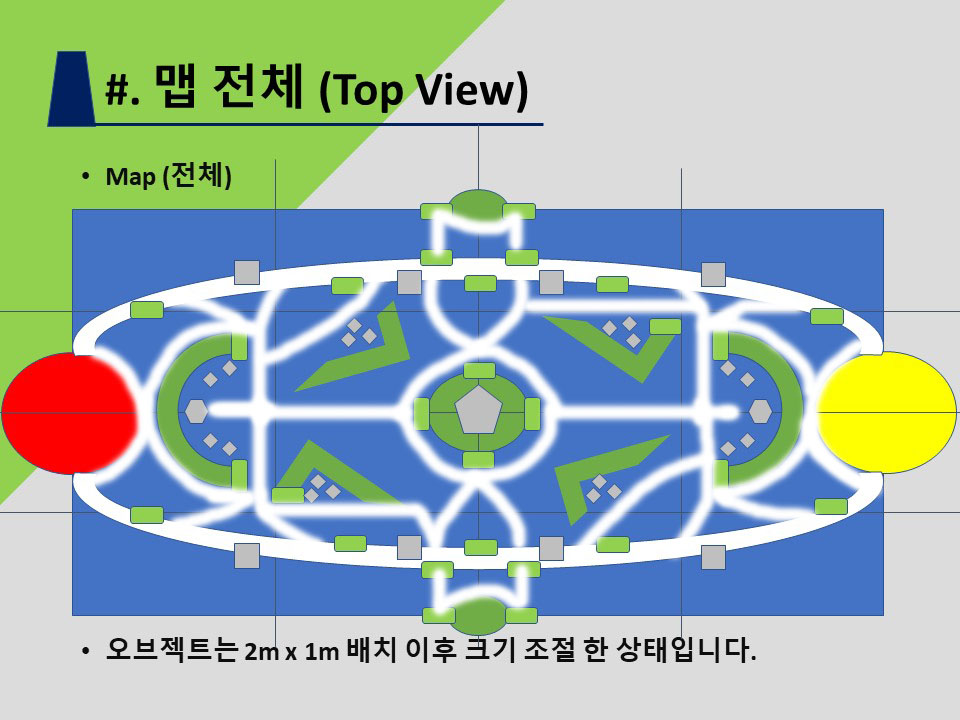 #. 맵 전체 (Top View)
• Map (전체)
• 오브젝트는 2m x 1m 배치 이후 크기 조절 한 상태입니다.